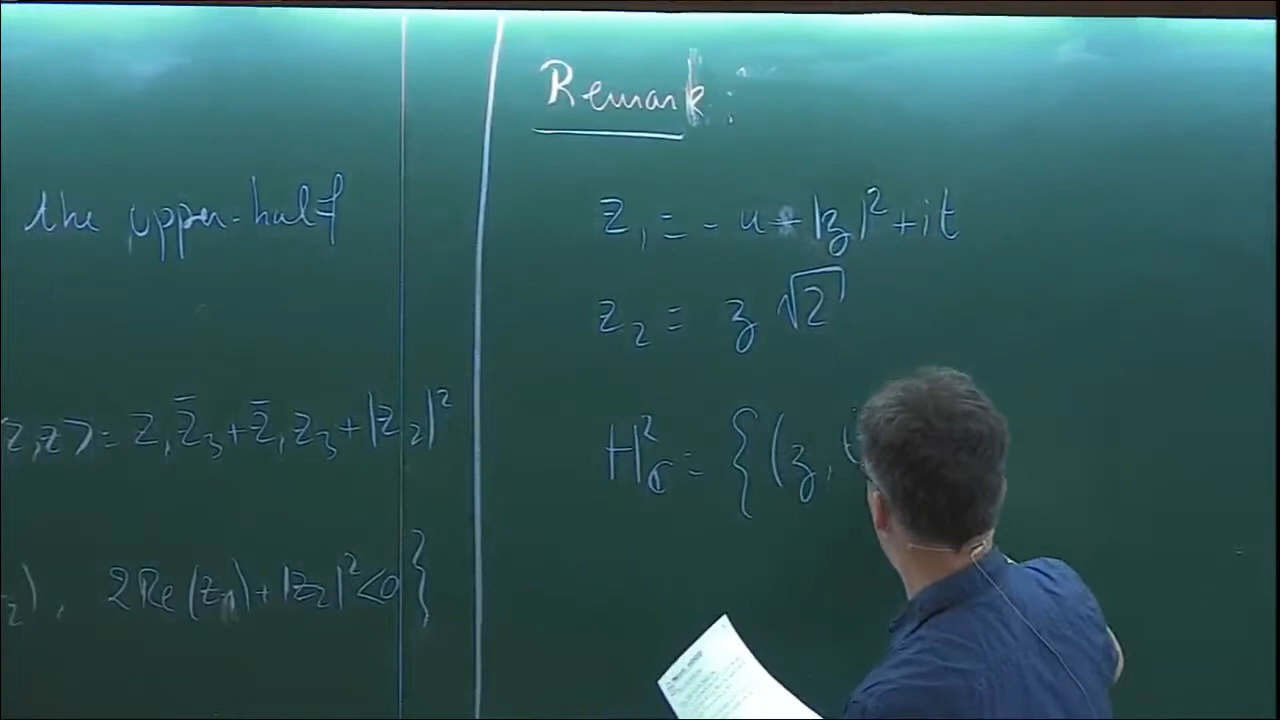 the upper-half
⟨z,z⟩ = z₁z̄₃ + z̄₁z₃ + |z₂|²
2Re(z₁) + |z₂|² < 0 }
Remark:
z₁ = - u - |z|² + it
z₂ = z √2
H²_ℂ = { (z, t